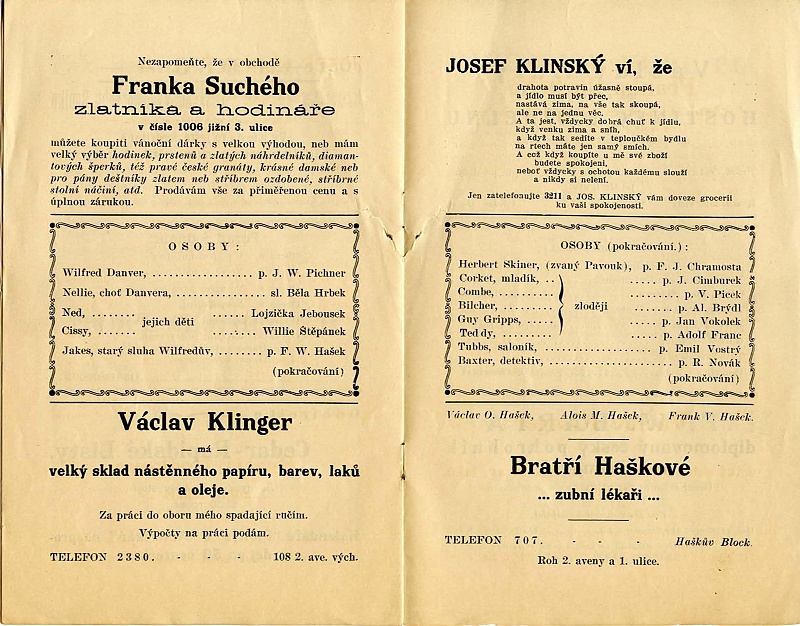 Nezapomeňte, že v obchodě
Franka Suchého
zlatníka a hodináře
v čísle 1006 jižní 3. ulice
můžete koupiti vánoční dárky s velkou výhodou, neb mám
velký výběr hodinek, prstenů a zlatých náhrdelníků, diaman-
tových šperků, též pravé české granáty, krásné damské neb
pro pány deštníky zlatem neb stříbrem ozdobené, stříbrné
stolní náčiní, atd. Prodávám vše za přiměřenou cenu a s
úplnou zárukou.
OSOBY:
Wilfred Danver, .................. p. J. W. Pichner
Nellie, choť Danvera, ................ sl. Běla Hrbek
Ned, ........ ...... Lojzička Jebousek
jejich děti
Cissy, ....... ........ Willie Štěpánek
Jakes, starý sluha Wilfredův, ........ p. F. W. Hašek
(pokračování)
Václav Klinger
— má —
velký sklad nástěnného papíru, barev, laků
a oleje.
Za práci do oboru mého spadající ručím.
Výpočty na práci podám.
TELEFON 2380. - - - 108 2. ave. vých.
JOSEF KLINSKÝ ví, že
drahota potravin úžasně stoupá,
a jídlo musí být přec,
nastává zima, na vše tak skoupá,
ale ne na jednu věc.
A ta jest, vždycky dobrá chuť k jídlu,
když venku zima a sníh,
a když tak sedíte v teploučkém bydlu
na rtech máte jen samý smích.
A což když koupíte u mě své zboží
budete spokojeni,
neboť vždycky s ochotou každému slouží
a nikdy si nelení.
Jen zatelefonujte 3211 a JOS. KLINSKÝ vám doveze grocerii
ku vaší spokojenosti.
OSOBY (pokračování.) :
Herbert Skiner, (zvaný Pavouk), p. F. J. Chramosta
Corket, mladík, .. ..... p. J. Cimburek
Combe, ........... ......... p. V. Picek
Bilcher, ......... zloději ....... p. Al. Brýdl
Guy Gripps, ..... ..... p. Jan Vokolek
Teddy, ........... ..... p. Adolf Franc
Tubbs, saloník, ................... p. Emil Vostrý
Baxter, detektiv, ..................... p. R. Novák
(pokračování)
Václav O. Hašek, Alois M. Hašek, Frank V. Hašek.
Bratří Haškové
... zubní lékaři ...
TELEFON 707. - - - Haškův Block.
Roh 2. aveny a 1. ulice.